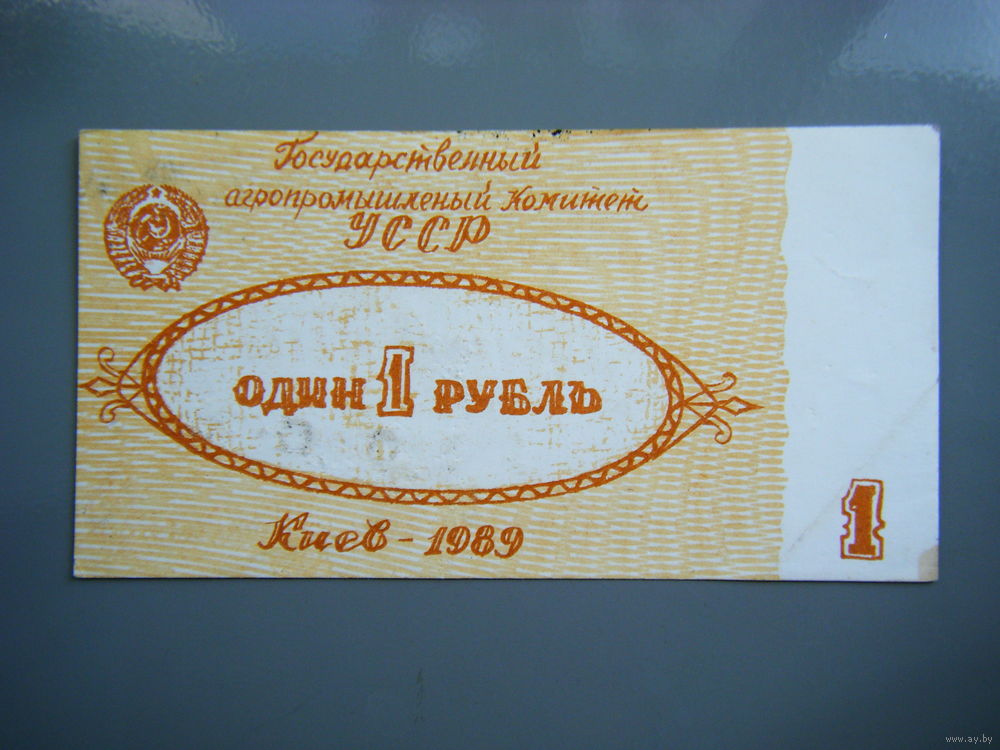 Государственный
агропромышленый Комитет
УССР
ОДИН 1 РУБЛЬ
Киев - 1989
1
www.ay.by